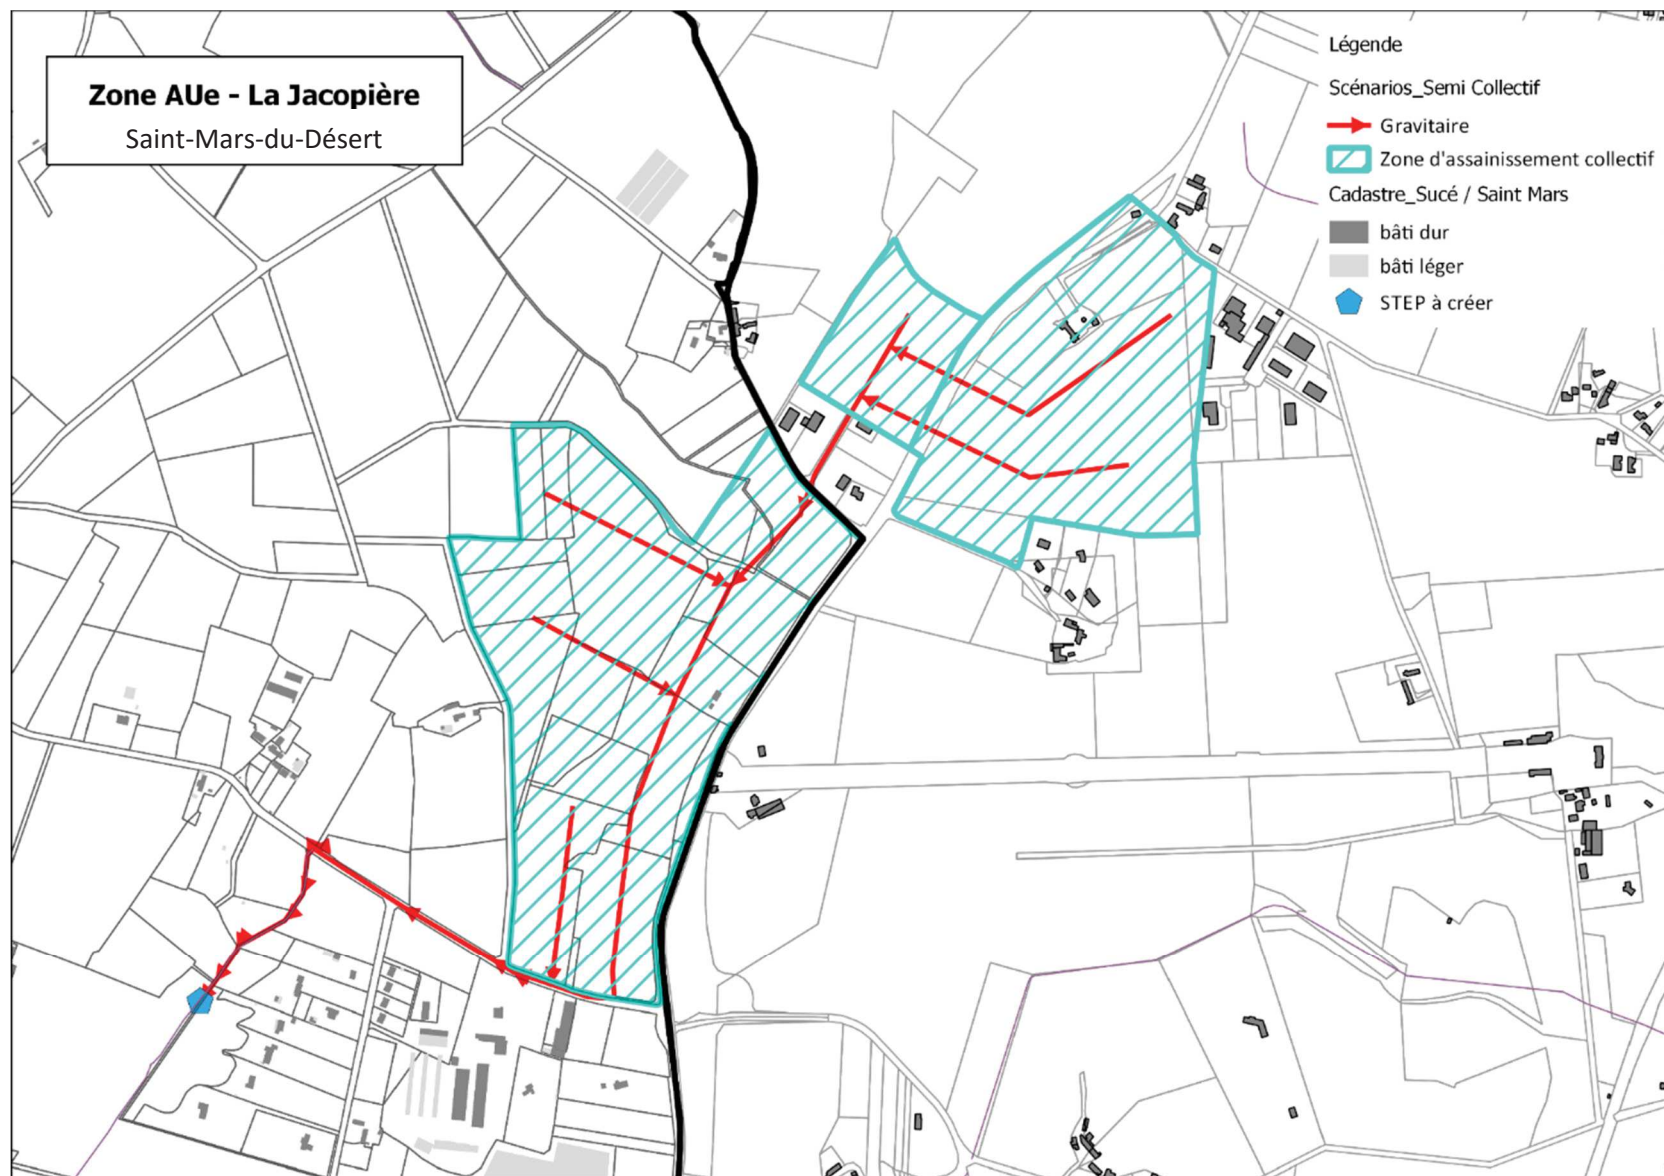 Zone AUe - La Jacopière
Saint-Mars-du-Désert
Légende
Scénarios_Semi Collectif
Gravitaire
Zone d'assainissement collectif
Cadastre_Sucé / Saint Mars
bâti dur
bâti léger
STEP à créer